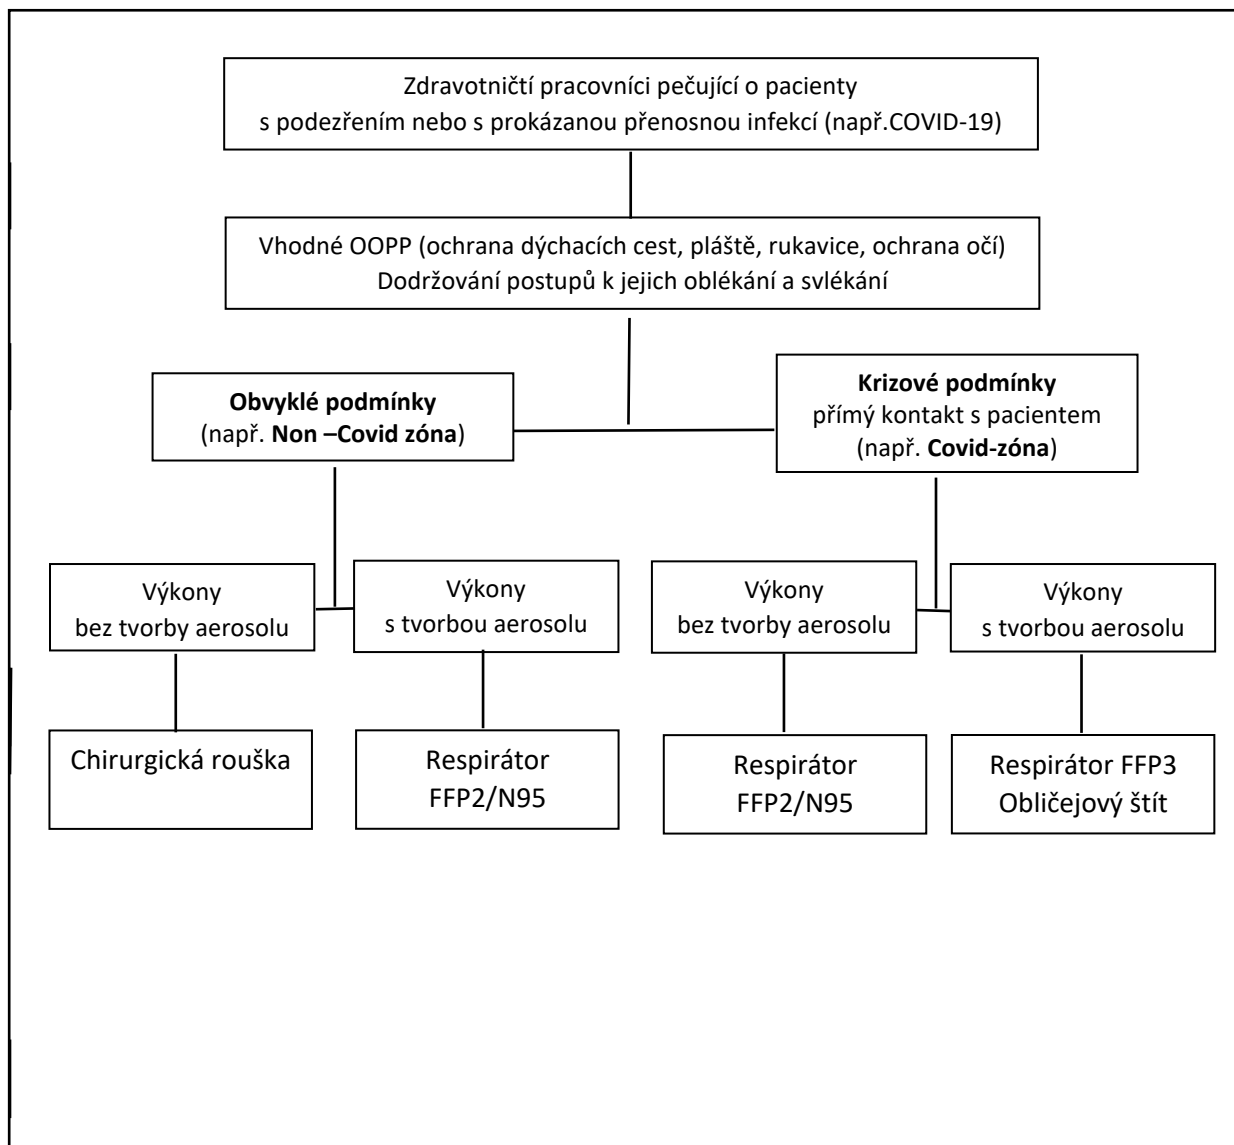 Zdravotničtí pracovníci pečující o pacienty
s podezřením nebo s prokázanou přenosnou infekcí (např.COVID-19)
Vhodné OOPP (ochrana dýchacích cest, pláště, rukavice, ochrana očí)
Dodržování postupů k jejich oblékání a svlékání
Obvyklé podmínky
(např. Non –Covid zóna)
Krizové podmínky
přímý kontakt s pacientem
(např. Covid-zóna)
Výkony
bez tvorby aerosolu
Výkony
s tvorbou aerosolu
Výkony
bez tvorby aerosolu
Výkony
s tvorbou aerosolu
Chirurgická rouška
Respirátor
FFP2/N95
Respirátor
FFP2/N95
Respirátor FFP3
Obličejový štít